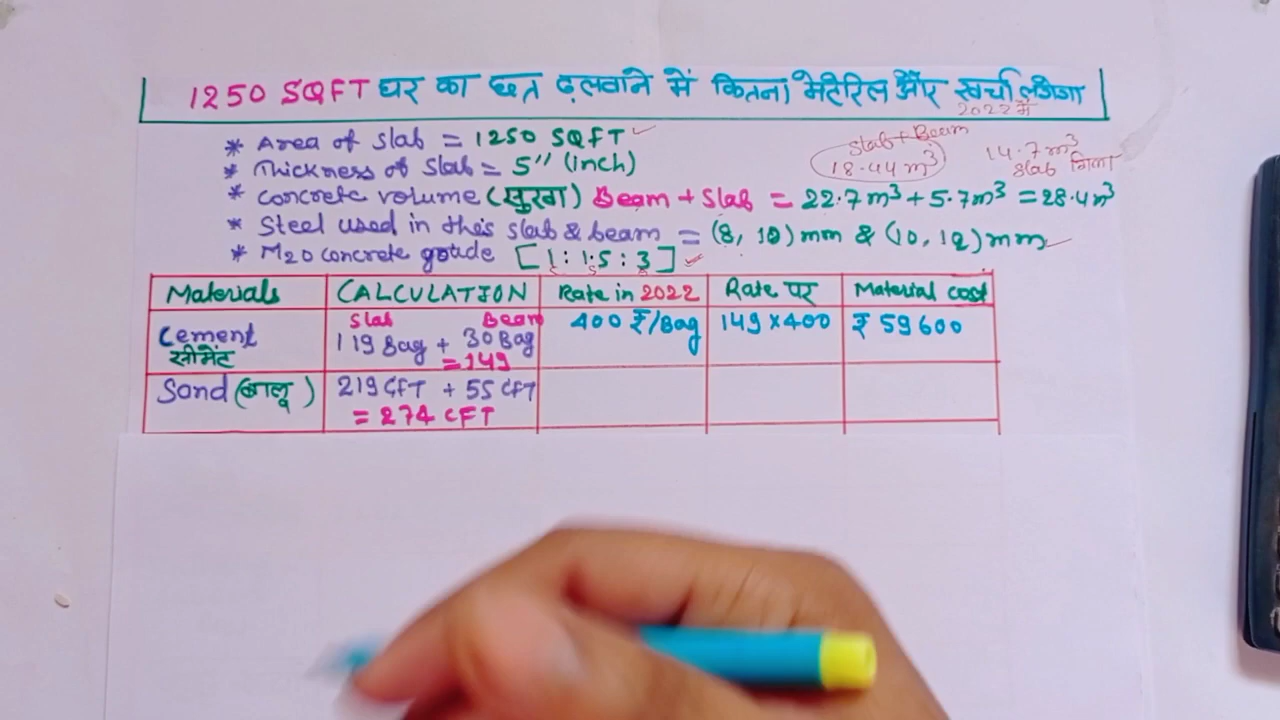 1250 SQFT घर का छत ढ़लवाने में कितना मेटेरिल और खर्चा लगेगा
2022 में
* Area of slab = 1250 SQFT ✓
* Thickness of slab = 5" (inch)
slab + Beam
18.44 m³
14.7 m³
slab गिला
* concrete volume (सुखा) Beam + Slab = 22.7 m³ + 5.7 m³ = 28.4 m³
* Steel used in this slab & beam = (8, 10) mm & (10, 12) mm
* M20 concrete grade [1 : 1.5 : 3]
Materials CALCULATION Rate in 2022 Rate पर Material cost
Slab Beam
Cement 119 Bag + 30 Bag 400 ₹/Bag 149 × 400 ₹ 59600
सीमेंट = 149
Sand (बालू) 219 CFT + 55 CFT
= 274 CFT